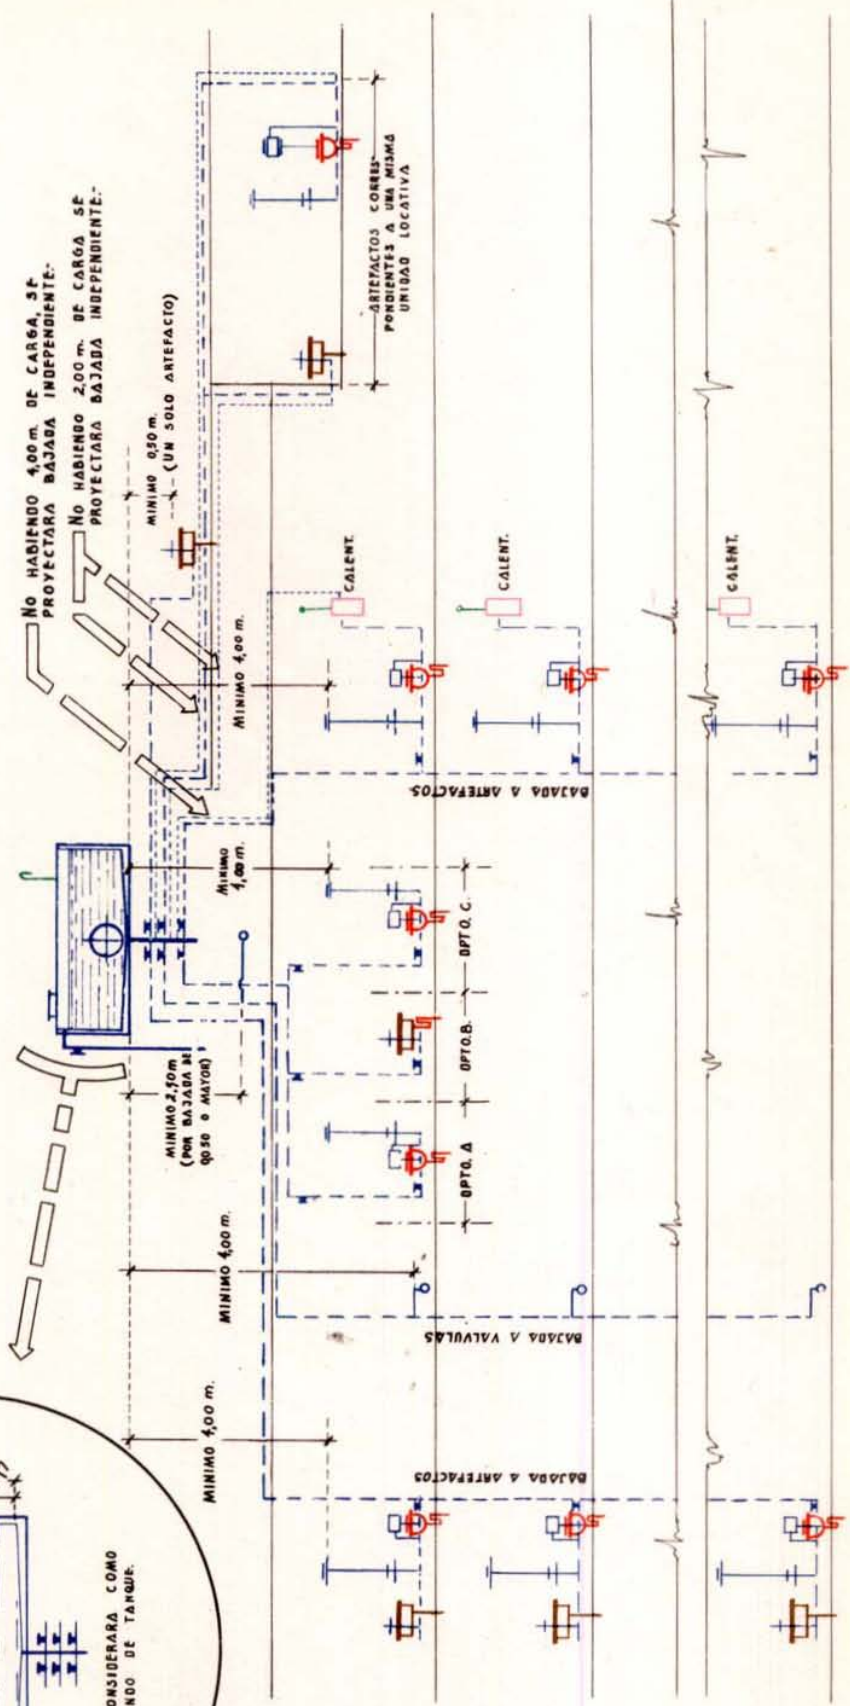 No HABIENDO 4,00 m. DE CARGA, SE
PROYECTARA BAJADA INDEPENDIENTE.-
No HABIENDO 2,00 m. DE CARGA SE
PROYECTARA BAJADA INDEPENDIENTE.-
MINIMO 0,50 m.
(UN SOLO ARTEFACTO)
ARTEFACTOS CORRES-
PONDIENTES A UNA MISMA
UNIDAD LOCATIVA
MINIMO 4,00 m.
CALENT.
CALENT.
CALENT.
BAJADA A ARTEFACTOS.
MINIMO
4,00 m.
DPTO. C.
DPTO. B.
DPTO. A
MINIMO 2,50 m
(POR BAJADA DE
0,050 O MAYOR)
MINIMO 4,00 m.
BAJADA A VALVULAS
MINIMO 4,00 m.
BAJADA A ARTEFACTOS
ONSIDERARA COMO
NDO DE TANQUE.